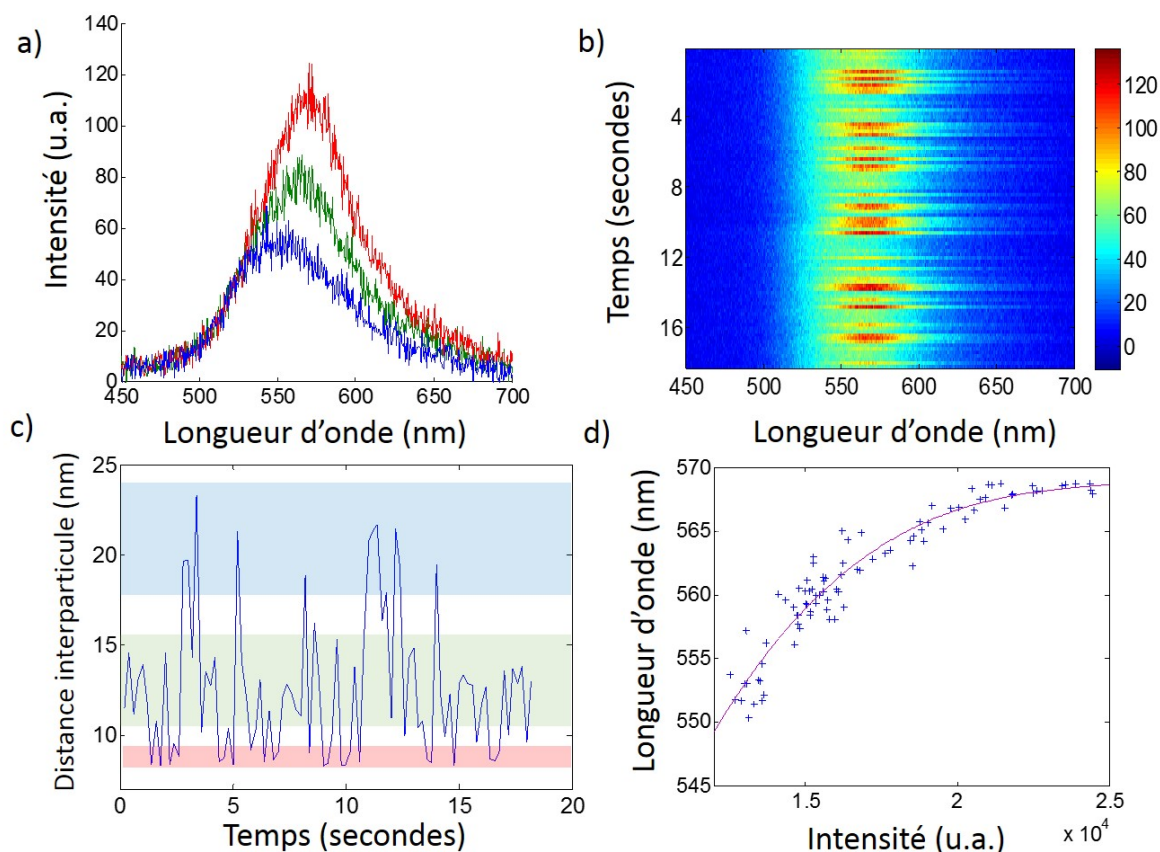 a)
Intensité (u.a.)
140
120
100
80
60
40
20
0
450 500 550 600 650 700
Longueur d'onde (nm)
b)
Temps (secondes)
4
8
12
16
450 500 550 600 650 700
Longueur d'onde (nm)
120
100
80
60
40
20
0
c)
Distance interparticule (nm)
25
20
15
10
0 5 10 15 20
Temps (secondes)
d)
Longueur d'onde (nm)
570
565
560
555
550
545
1.5 2 2.5
x 10⁴
Intensité (u.a.)